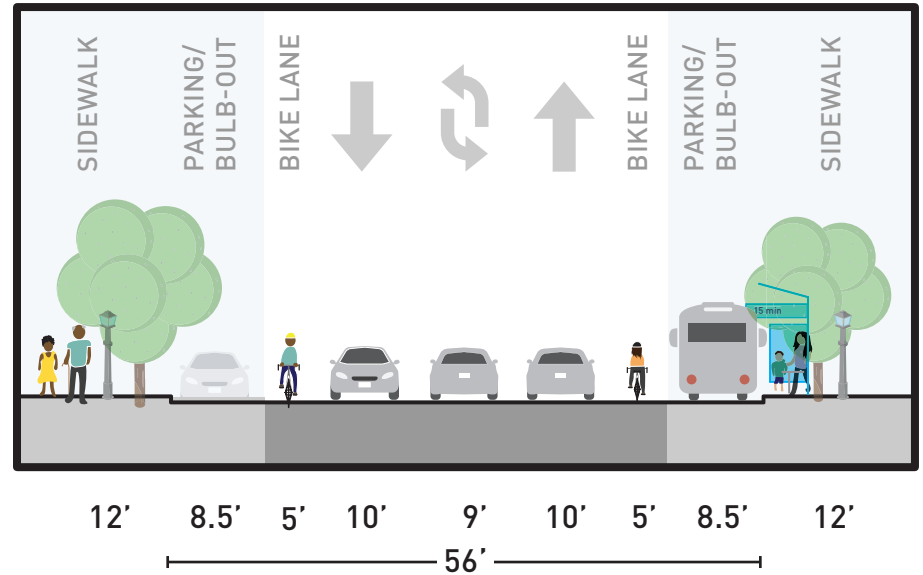 SIDEWALK
PARKING/
BULB-OUT
BIKE LANE
BIKE LANE
PARKING/
BULB-OUT
SIDEWALK
15 min
12’ 8.5’ 5’ 10’ 9’ 10’ 5’ 8.5’ 12’
56’